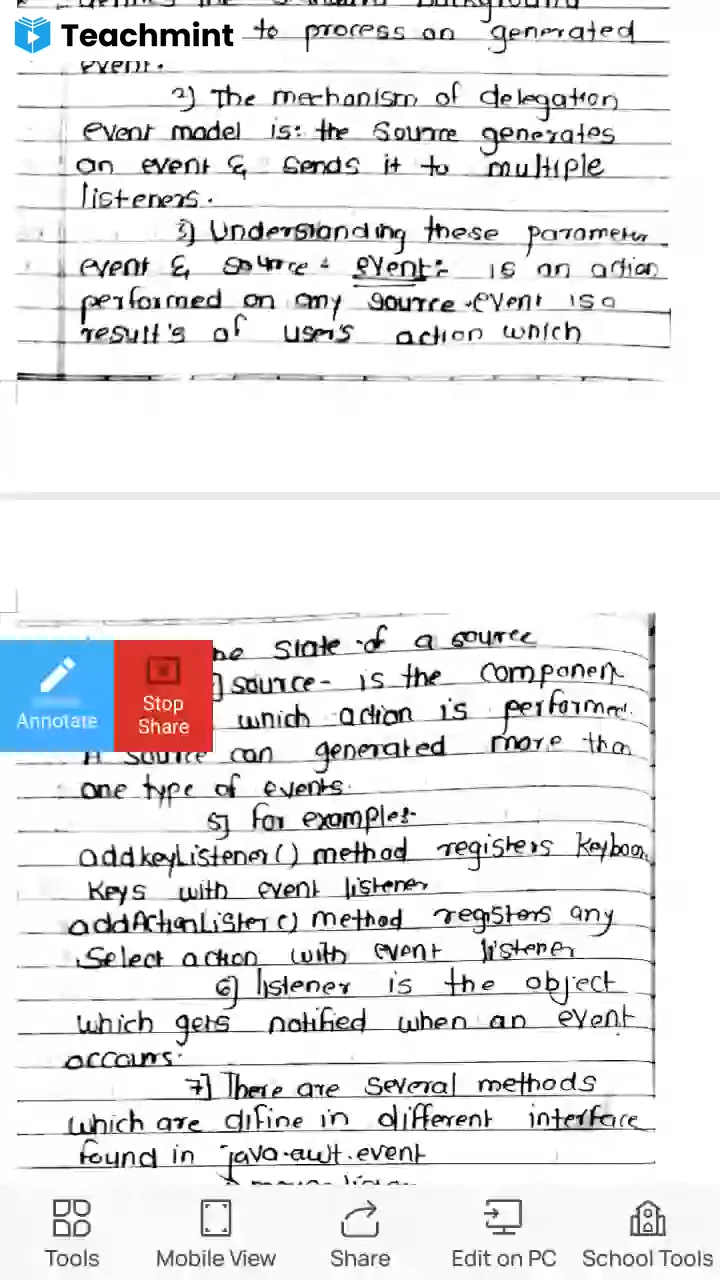 Teachmint
to process an generated
event.
2) The mechanism of delegation
event model is: the Source generates
an event & sends it to multiple
listeners.
3) Understanding these parameter
event & source: event:- is an action
performed on any source.event is a
result's of user's action which
state of a source
] source - is the component
which action is performed.
A source can generated more than
one type of events.
5] for example:-
addkeyListener() method registers keyboar
keys with event listener
addActionLister() method registers any
Select action with event listener
6] listener is the object
which gets notified when an event
occours.
7] There are several methods
which are difine in different interface
found in java.awt.event
Annotate
Stop
Share
Tools
Mobile View
Share
Edit on PC
School Tools